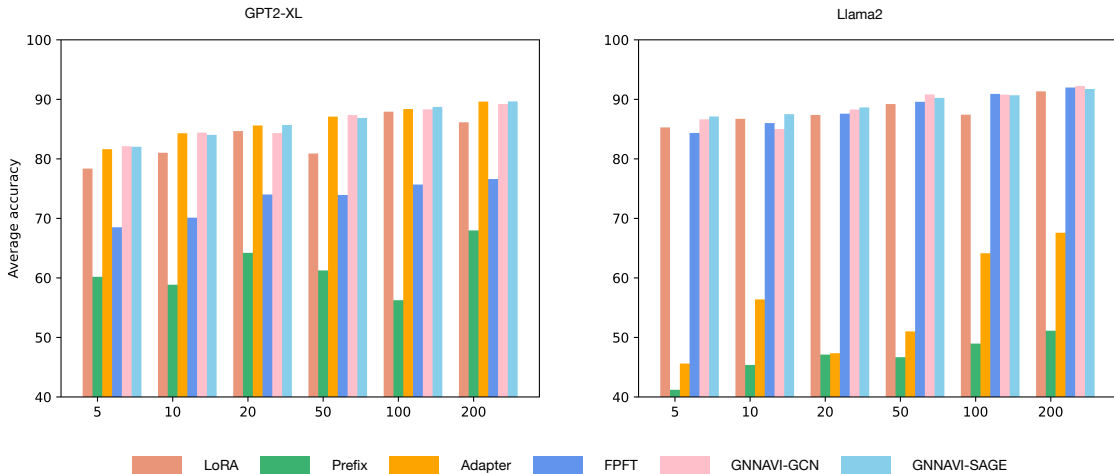 GPT2-XL
Llama2
Average accuracy
100
90
80
70
60
50
40
5 10 20 50 100 200
100
90
80
70
60
50
40
5 10 20 50 100 200
LoRA Prefix Adapter FPFT GNNAVI-GCN GNNAVI-SAGE